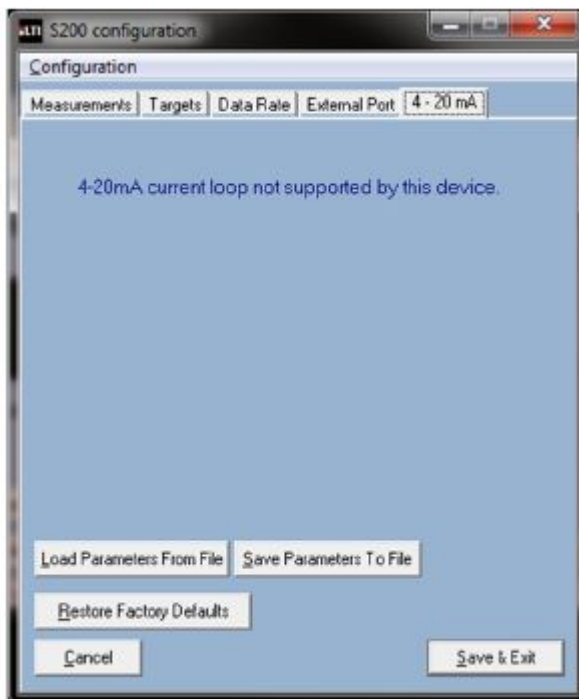 LTI S200 configuration
Configuration
Measurements Targets Data Rate External Port 4 - 20 mA
4-20mA current loop not supported by this device.
Load Parameters From File Save Parameters To File
Restore Factory Defaults
Cancel Save & Exit